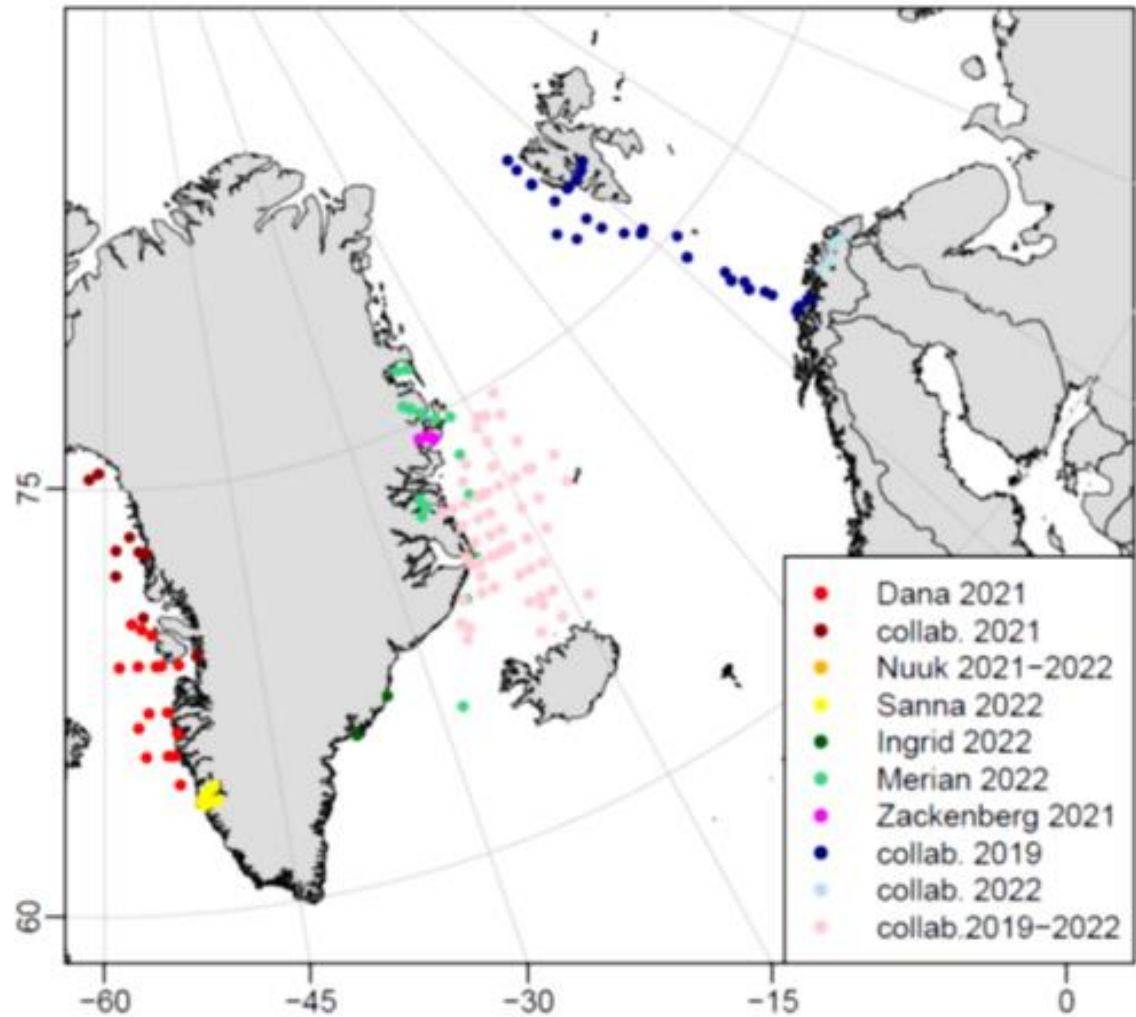 75
60
Dana 2021
collab. 2021
Nuuk 2021−2022
Sanna 2022
Ingrid 2022
Merian 2022
Zackenberg 2021
collab. 2019
collab. 2022
collab.2019−2022
−60 −45 −30 −15 0